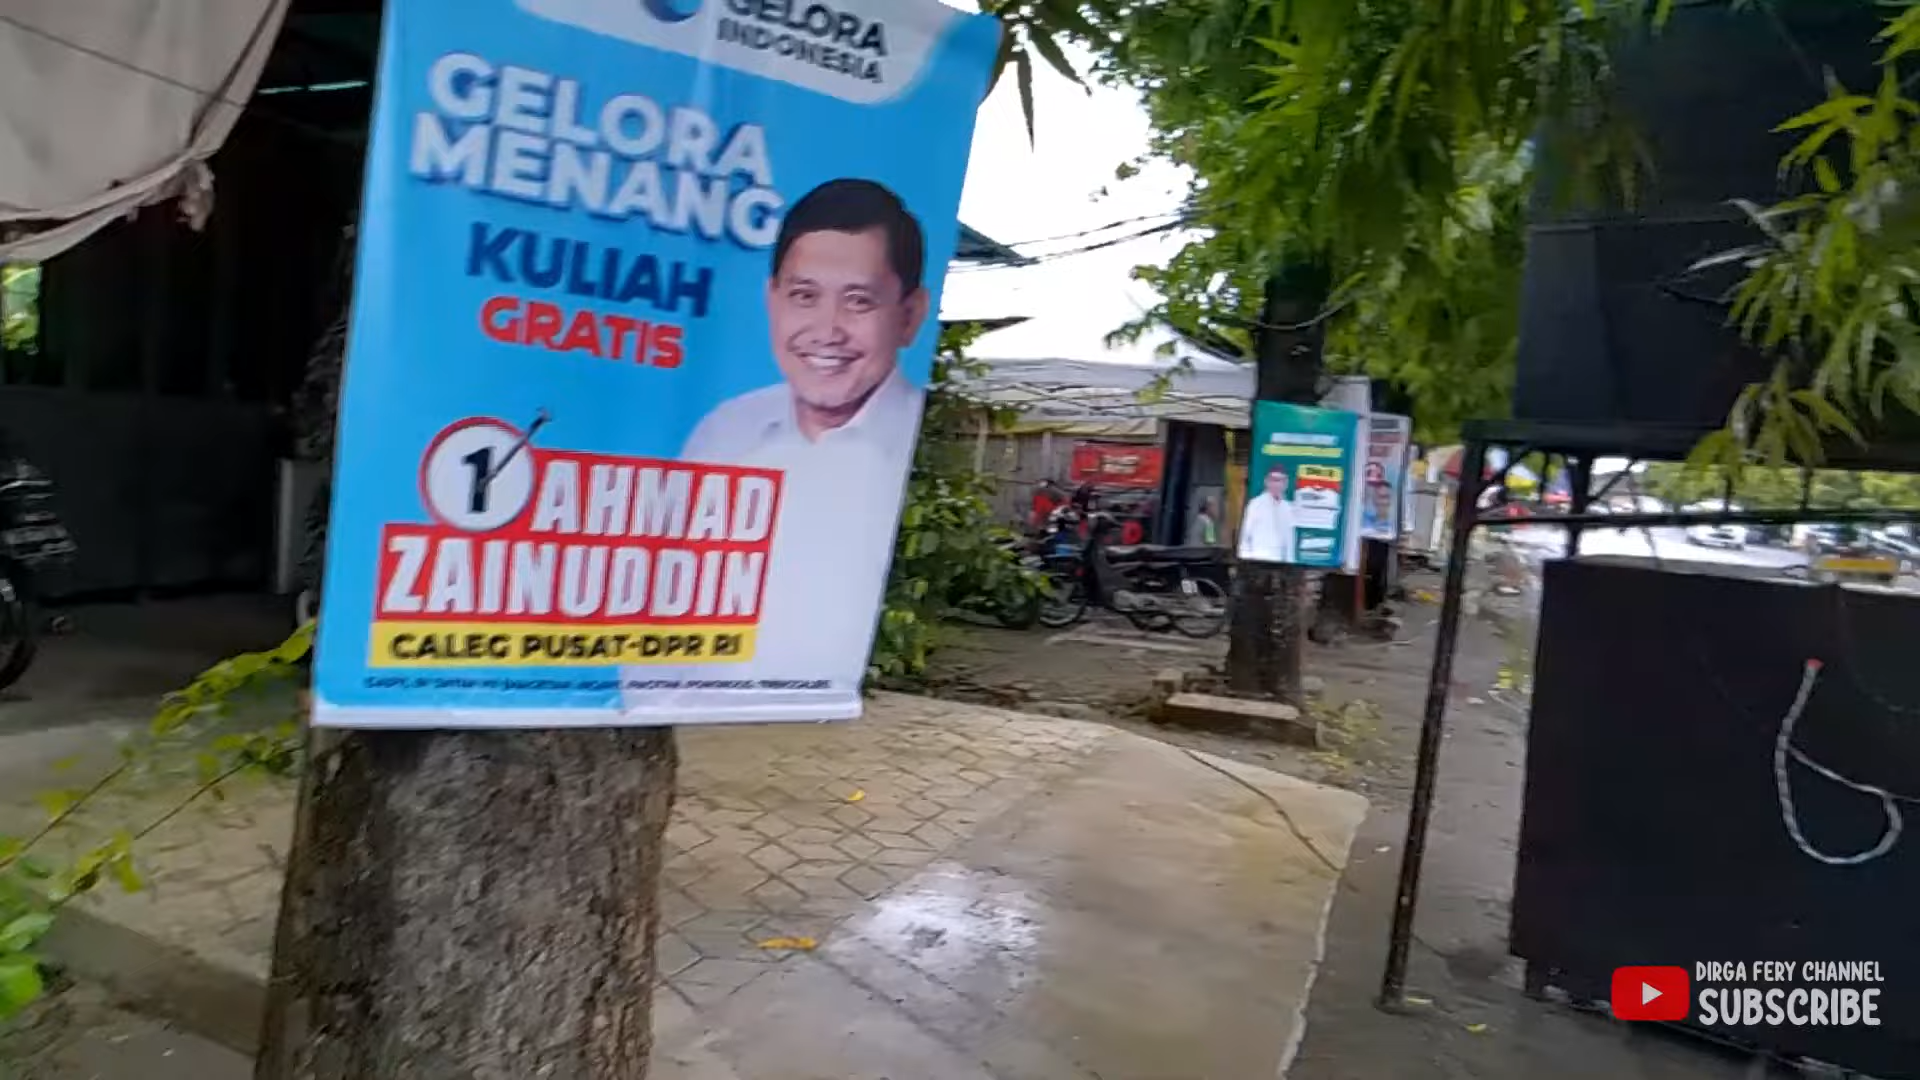 GELORA
INDONESIA
GELORA
MENANG
KULIAH
GRATIS
1
AHMAD
ZAINUDDIN
CALEG PUSAT-DPR RI
DIRGA FERY CHANNEL
SUBSCRIBE